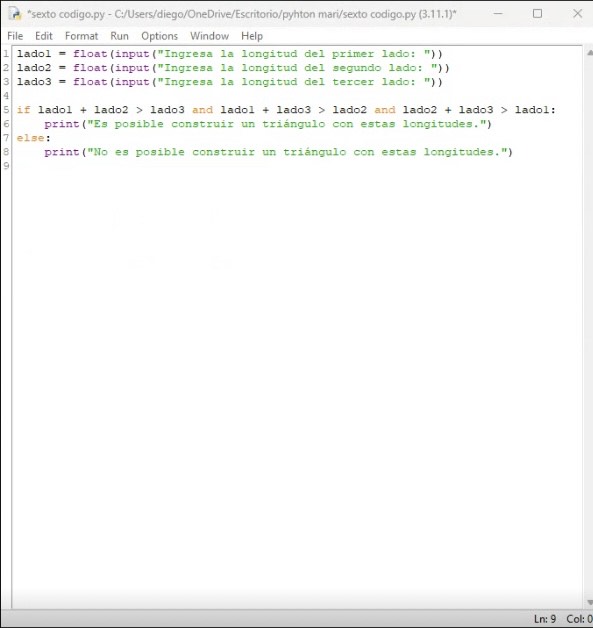 *sexto codigo.py - C:/Users/diego/OneDrive/Escritorio/pyhton mari/sexto codigo.py (3.11.1)*
File Edit Format Run Options Window Help
1 lado1 = float(input("Ingresa la longitud del primer lado: "))
2 lado2 = float(input("Ingresa la longitud del segundo lado: "))
3 lado3 = float(input("Ingresa la longitud del tercer lado: "))
4
5 if lado1 + lado2 > lado3 and lado1 + lado3 > lado2 and lado2 + lado3 > lado1:
6     print("Es posible construir un triángulo con estas longitudes.")
7 else:
8     print("No es posible construir un triángulo con estas longitudes.")
9
Ln: 9 Col: 0